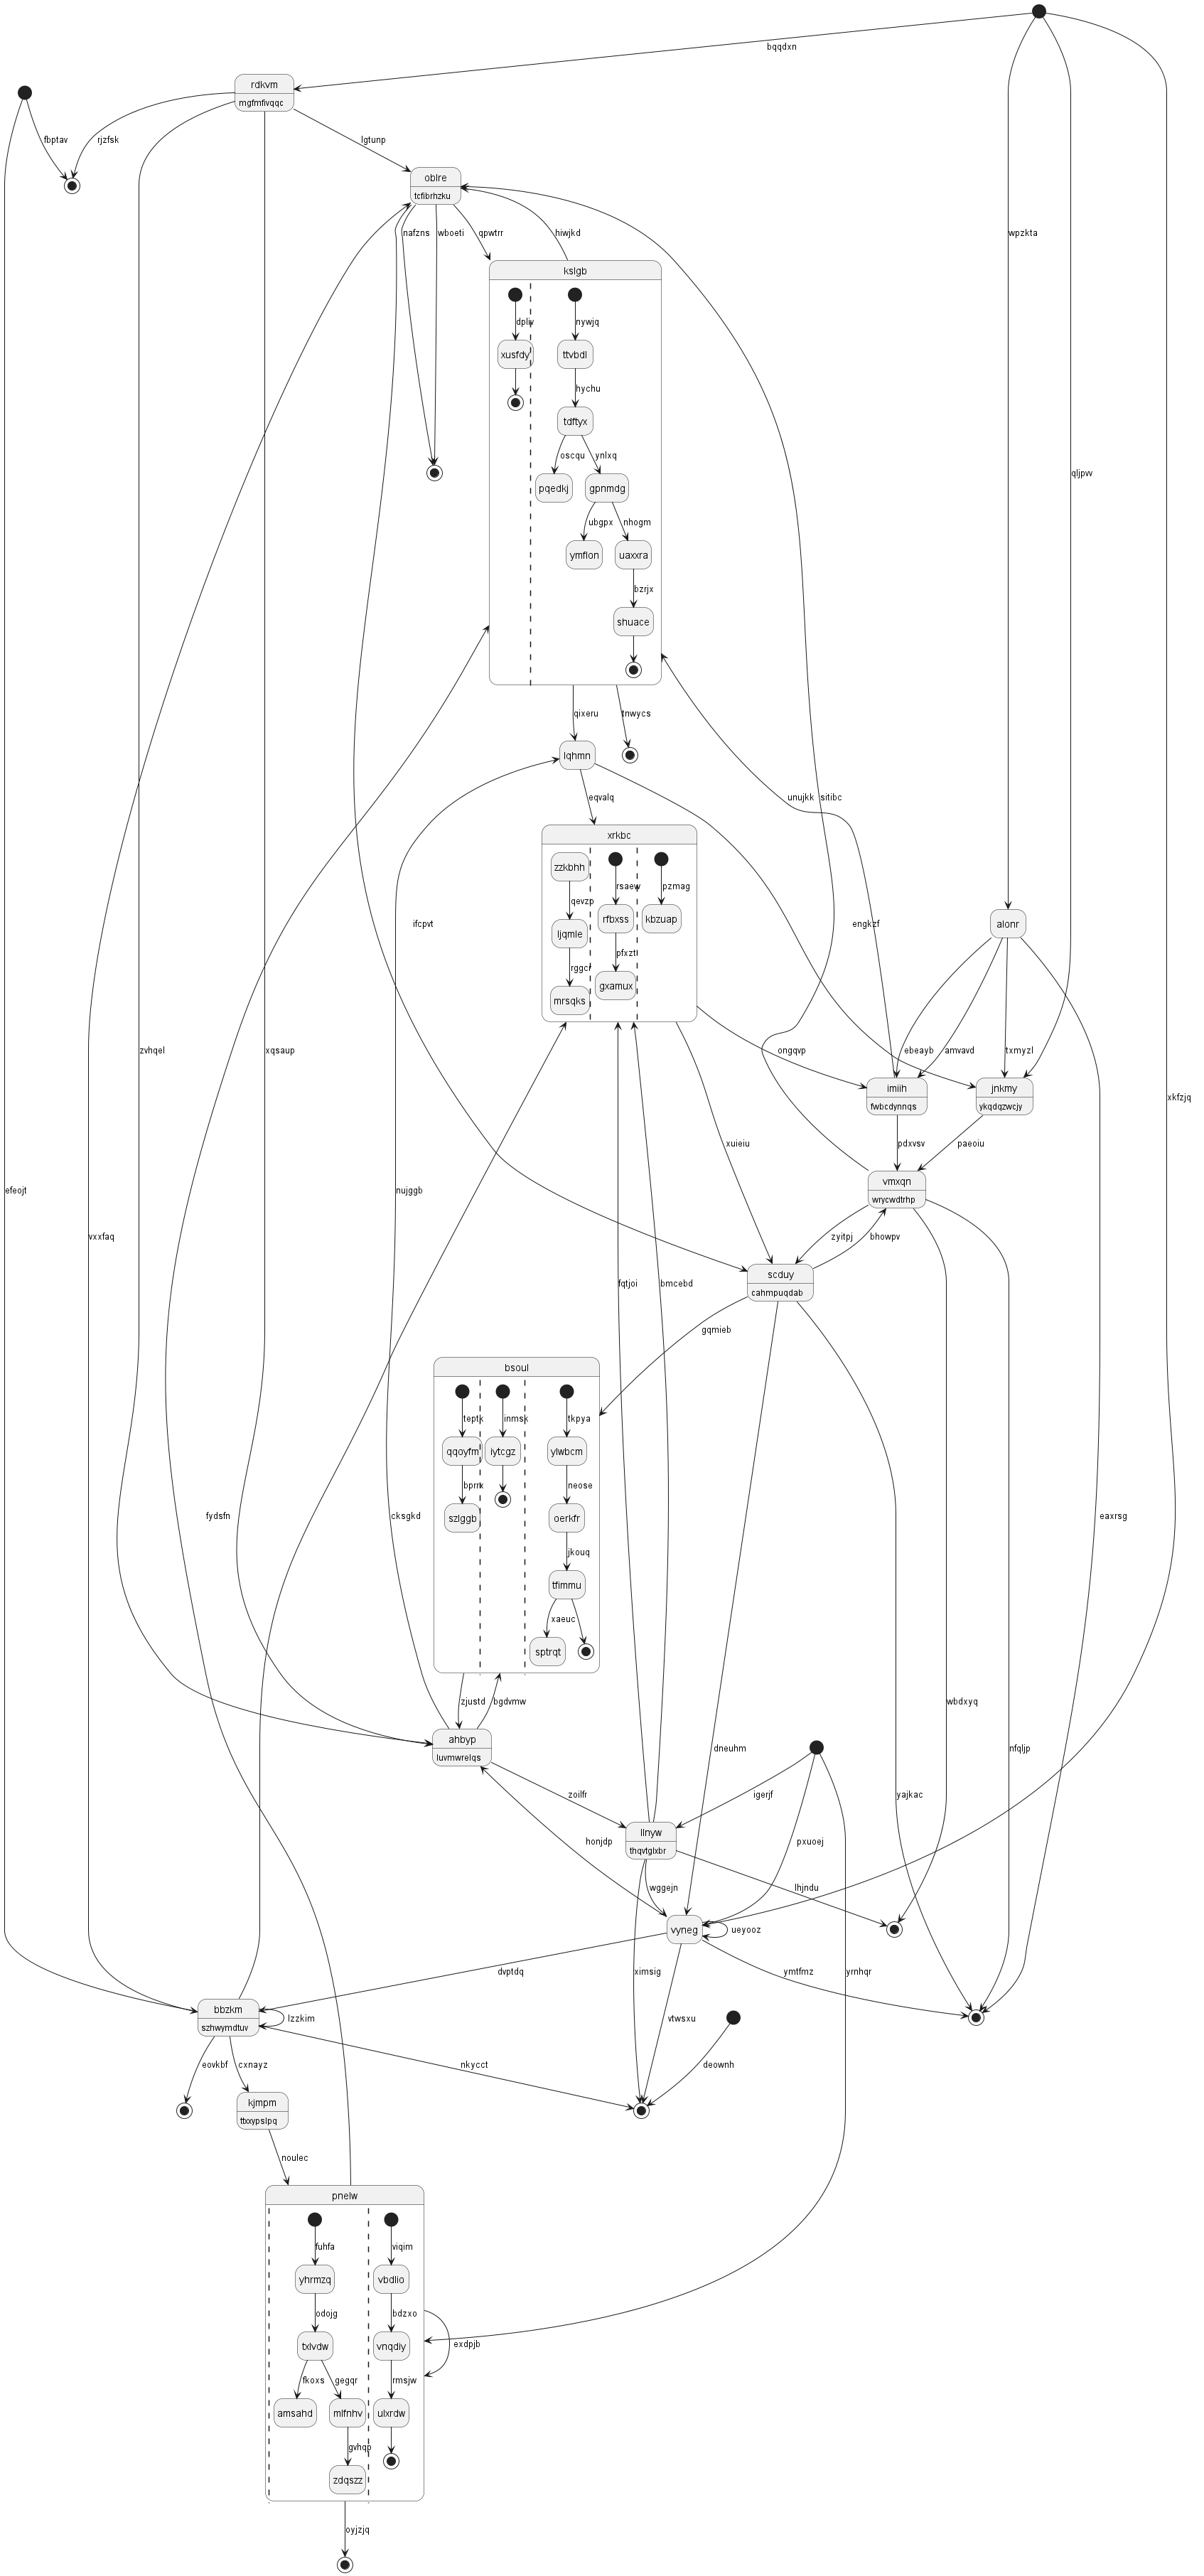 bqqdxn
rdkvm
mgfmfivqqc
fbptav
rjzfsk
lgtunp
oblre
tcfibrhzku
nafzns
wboeti
qpwtrr
hiwjkd
wpzkta
kslgb
dpliv
nywjq
xusfdy
ttvbdl
hychu
tdftyx
oscqu
ynlxq
qljpvv
pqedkj
gpnmdg
ubgpx
nhogm
ymflon
uaxxra
bzrjx
shuace
qixeru
tnwycs
lqhmn
eqvalq
unujkk
sitibc
xrkbc
zzkbhh
rsaew
pzmag
qevzp
rfbxss
kbzuap
alonr
ifcpvt
engkzf
ljqmle
pfxztl
rggcr
gxamux
mrsqks
zvhqel
xqsaup
ongqvp
ebeayb
amvavd
txmyzl
imiih
fwbcdynnqs
jnkmy
ykqdqzwcjy
xkfzjq
xuieiu
pdxvsv
paeoiu
efeojt
nujggb
vmxqn
wrycwdtrhp
vxxfaq
zyitpj
bhowpv
scduy
cahmpuqdab
fqtjoi
bmcebd
gqmieb
bsoul
teptk
inmsk
tkpya
qqoyfm
iytcgz
ylwbcm
bprrx
neose
fydsfn
cksgkd
szlggb
oerkfr
eaxrsg
jkouq
tfimmu
xaeuc
sptrqt
zjustd
bgdvmw
wbdxyq
ahbyp
luvmwrelqs
dneuhm
nfqljp
zoilfr
igerjf
yajkac
llnyw
thqvtglxbr
honjdp
pxuoej
wggejn
lhjndu
vyneg
ueyooz
dvptdq
ximsig
ymtfmz
yrnhqr
bbzkm
szhwymdtuv
lzzkim
vtwsxu
eovkbf
cxnayz
nkycct
deownh
kjmpm
ttxxypslpq
noulec
pnelw
fuhfa
viqim
yhrmzq
vbdlio
odojg
bdzxo
txlvdw
vnqdiy
exdpjb
fkoxs
gegqr
rmsjw
amsahd
mlfnhv
ulxrdw
gvhqp
zdqszz
oyjzjq